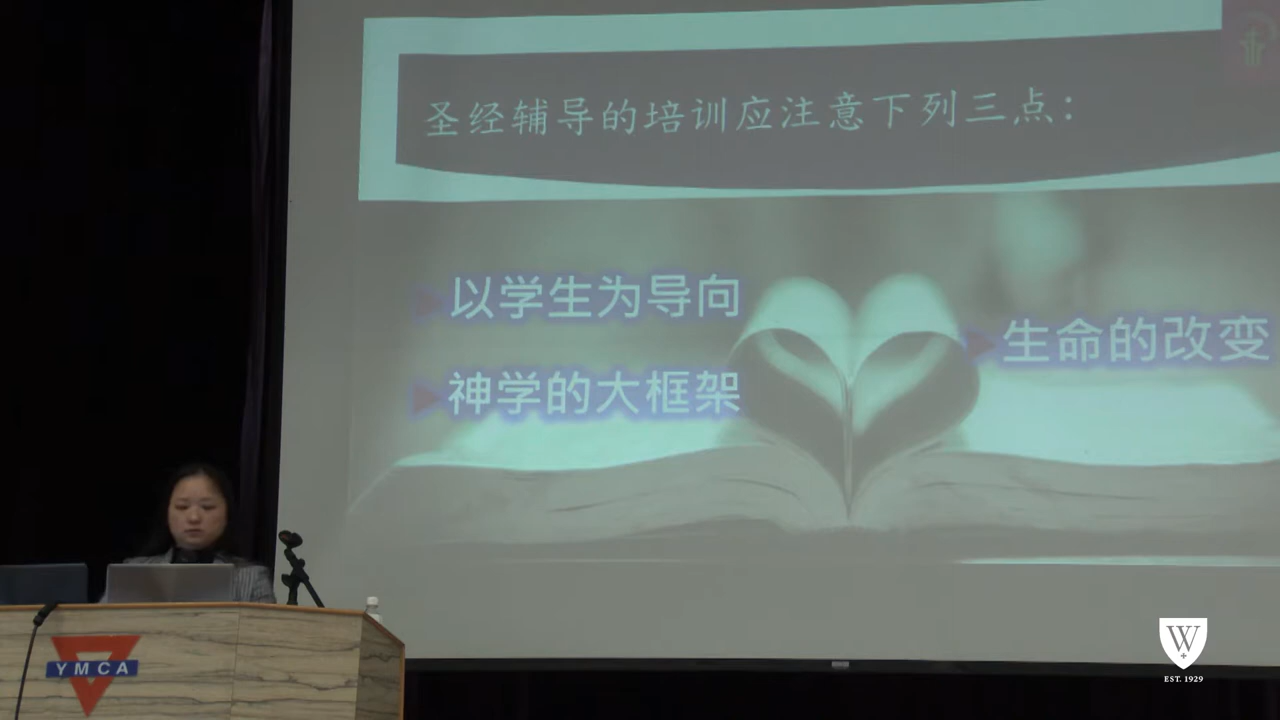 圣经辅导的培训应注意下列三点：
以学生为导向
神学的大框架
生命的改变
YMCA
W
EST. 1929